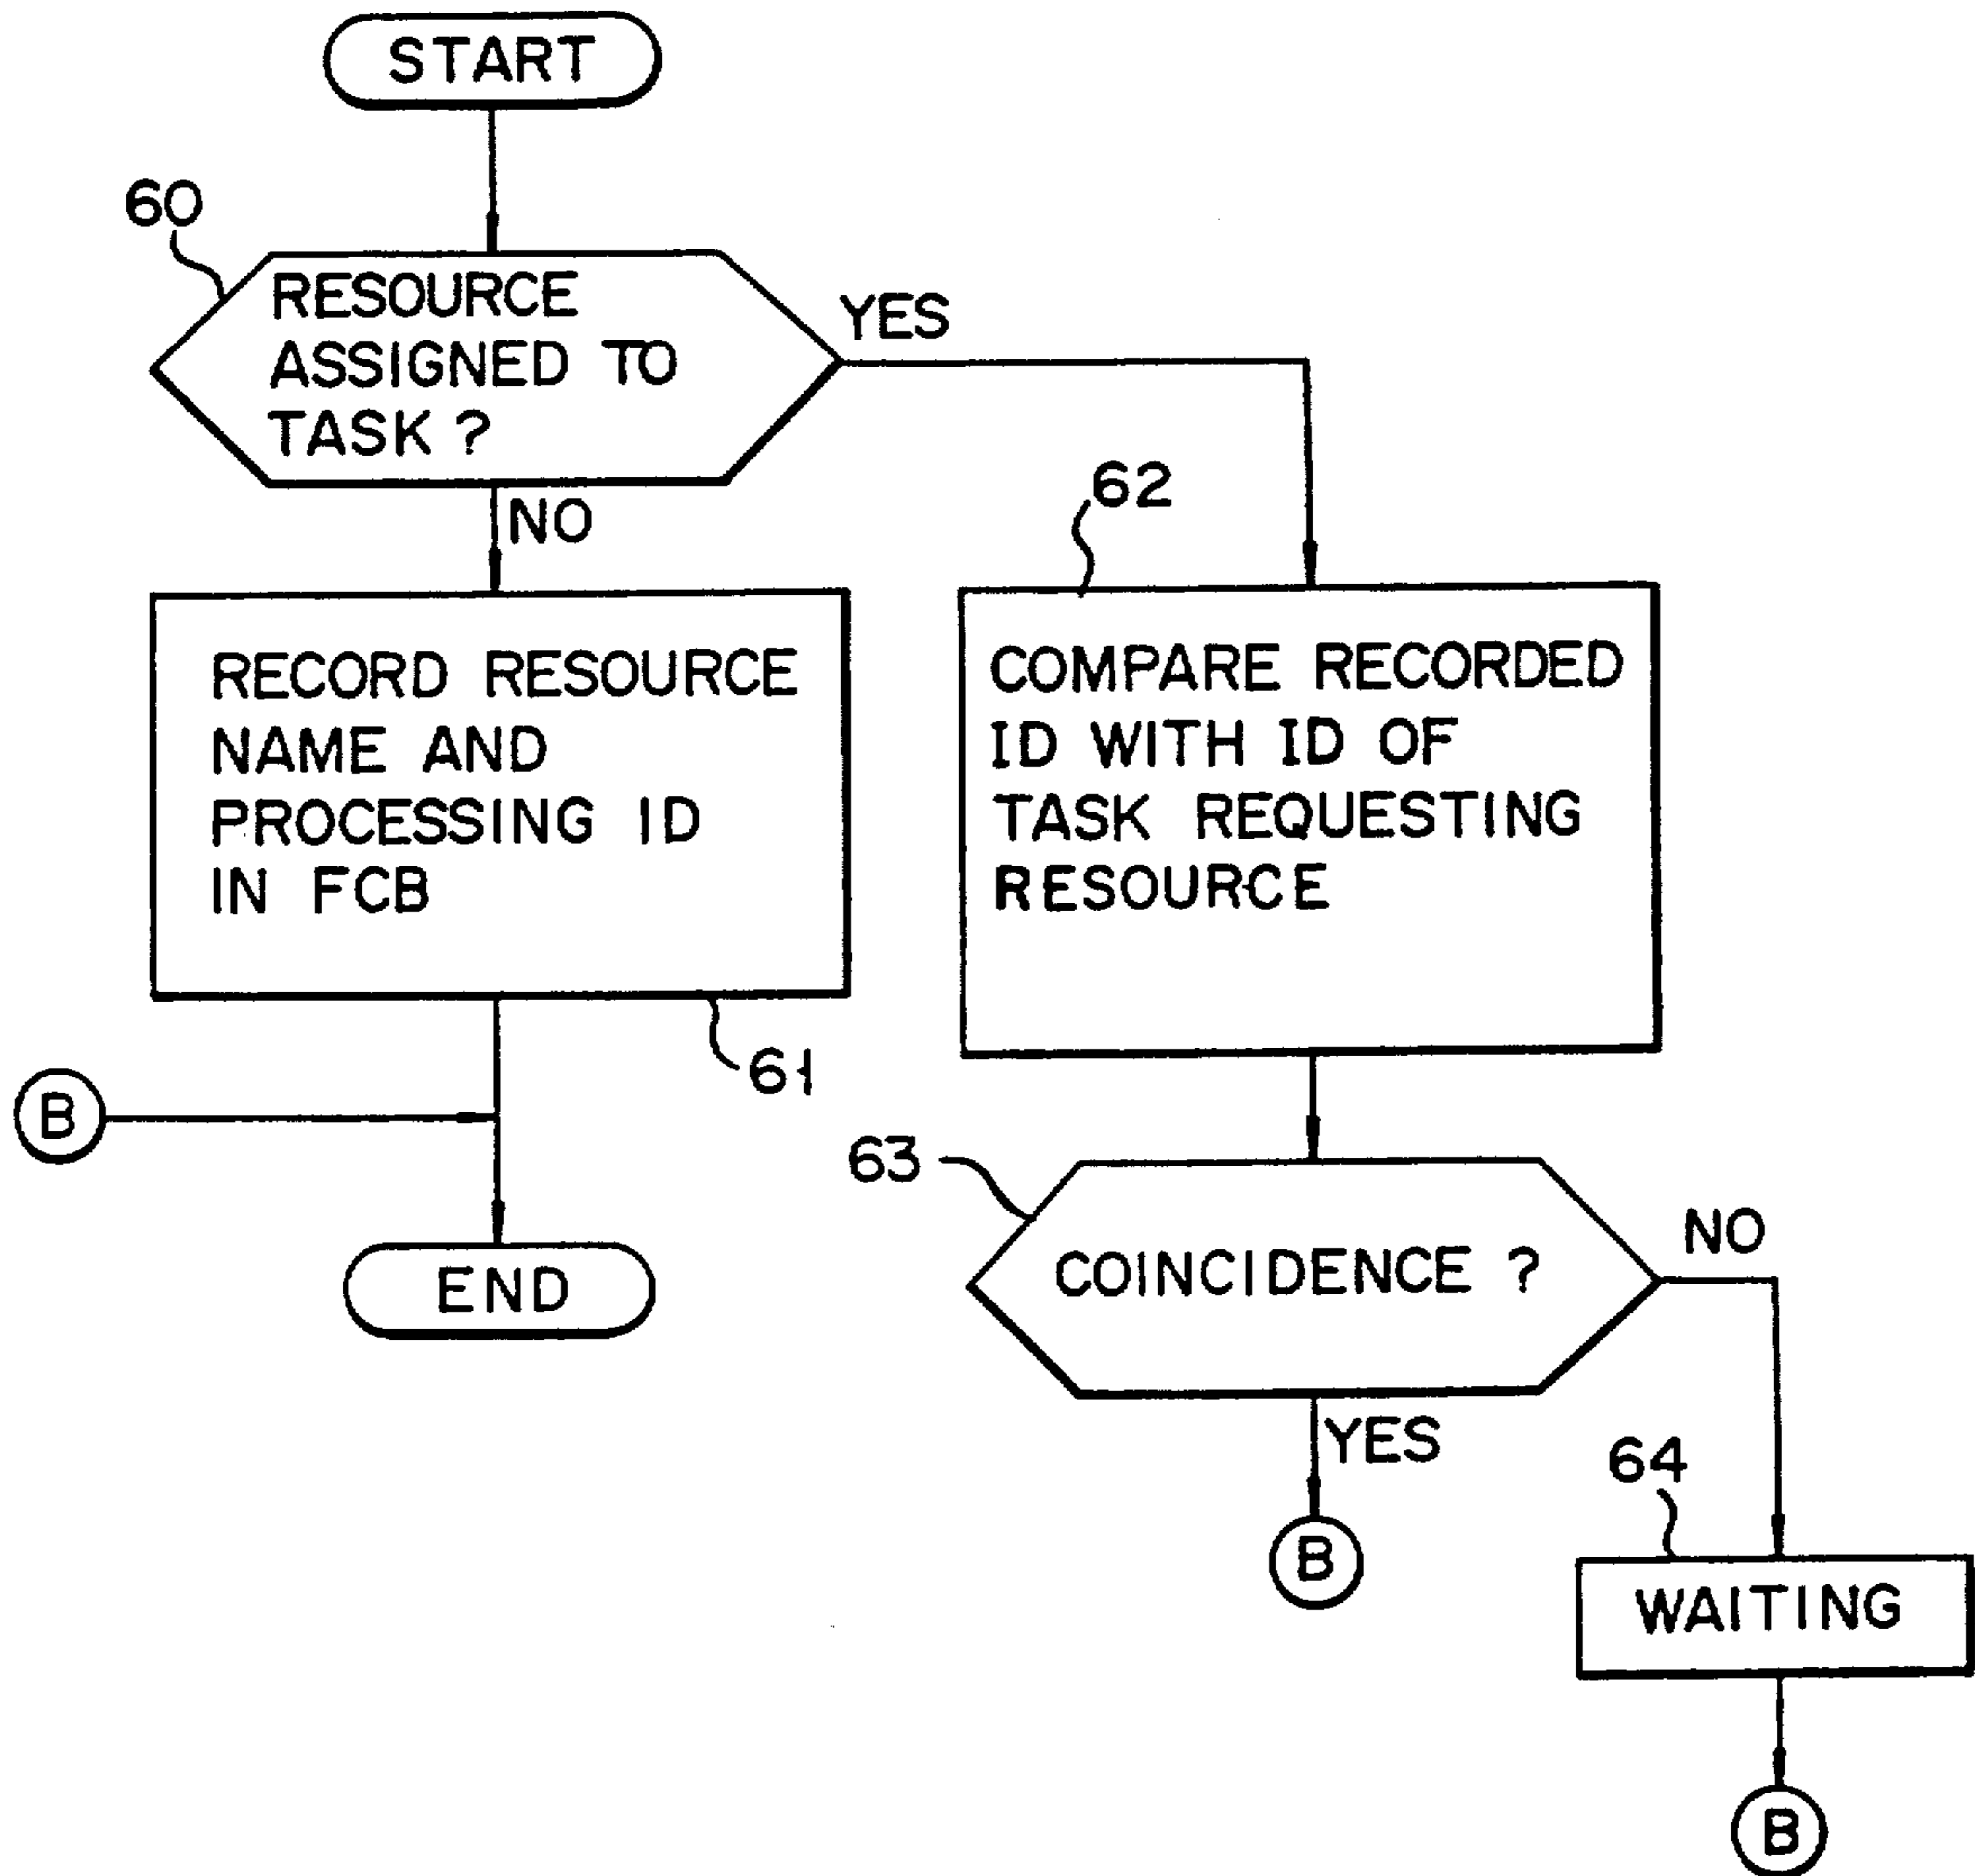 START
60
RESOURCE
ASSIGNED TO
TASK ?
YES
NO
62
RECORD RESOURCE
NAME AND
PROCESSING ID
IN FCB
COMPARE RECORDED
ID WITH ID OF
TASK REQUESTING
RESOURCE
61
B
63
END
COINCIDENCE ?
NO
YES
64
B
WAITING
B